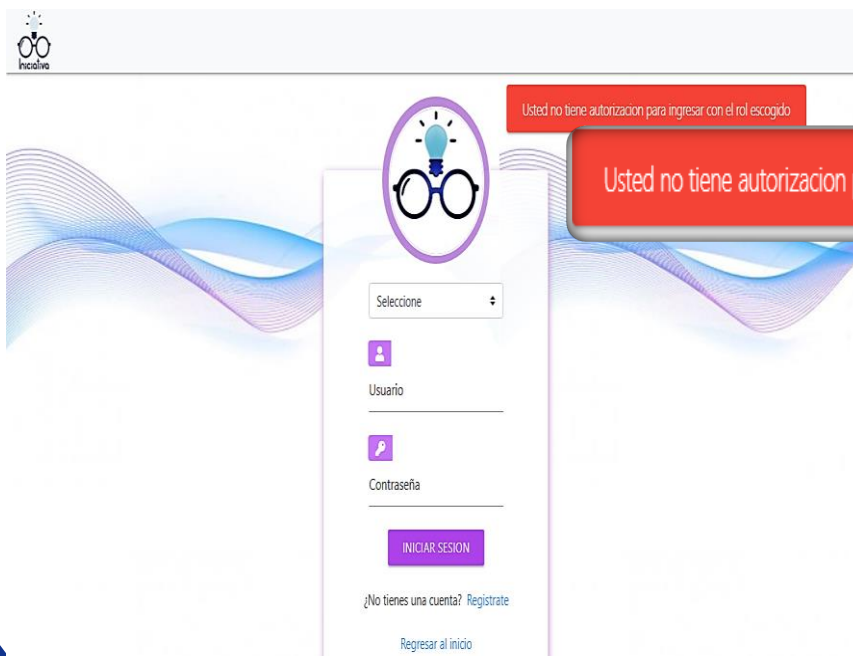 Iniciativa
Usted no tiene autorizacion para ingresar con el rol escogido
Usted no tiene autorizacion
Seleccione
Usuario
Contraseña
INICIAR SESION
¿No tienes una cuenta? Registrate
Regresar al inicio